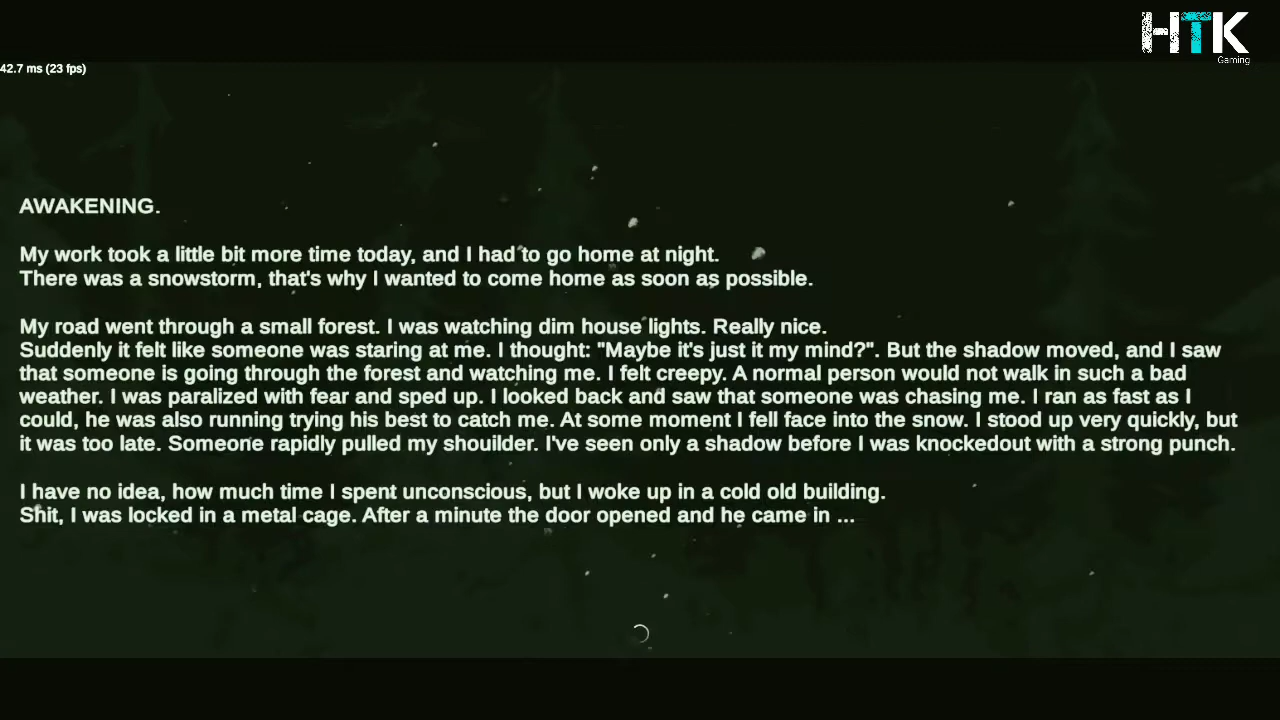 HTK
Gaming
42.7 ms (23 fps)
AWAKENING.
My work took a little bit more time today, and I had to go home at night.
There was a snowstorm, that's why I wanted to come home as soon as possible.
My road went through a small forest. I was watching dim house lights. Really nice.
Suddenly it felt like someone was staring at me. I thought: "Maybe it's just it my mind?". But the shadow moved, and I saw
that someone is going through the forest and watching me. I felt creepy. A normal person would not walk in such a bad
weather. I was paralized with fear and sped up. I looked back and saw that someone was chasing me. I ran as fast as I
could, he was also running trying his best to catch me. At some moment I fell face into the snow. I stood up very quickly, but
it was too late. Someone rapidly pulled my shouilder. I've seen only a shadow before I was knockedout with a strong punch.
I have no idea, how much time I spent unconscious, but I woke up in a cold old building.
Shit, I was locked in a metal cage. After a minute the door opened and he came in ...